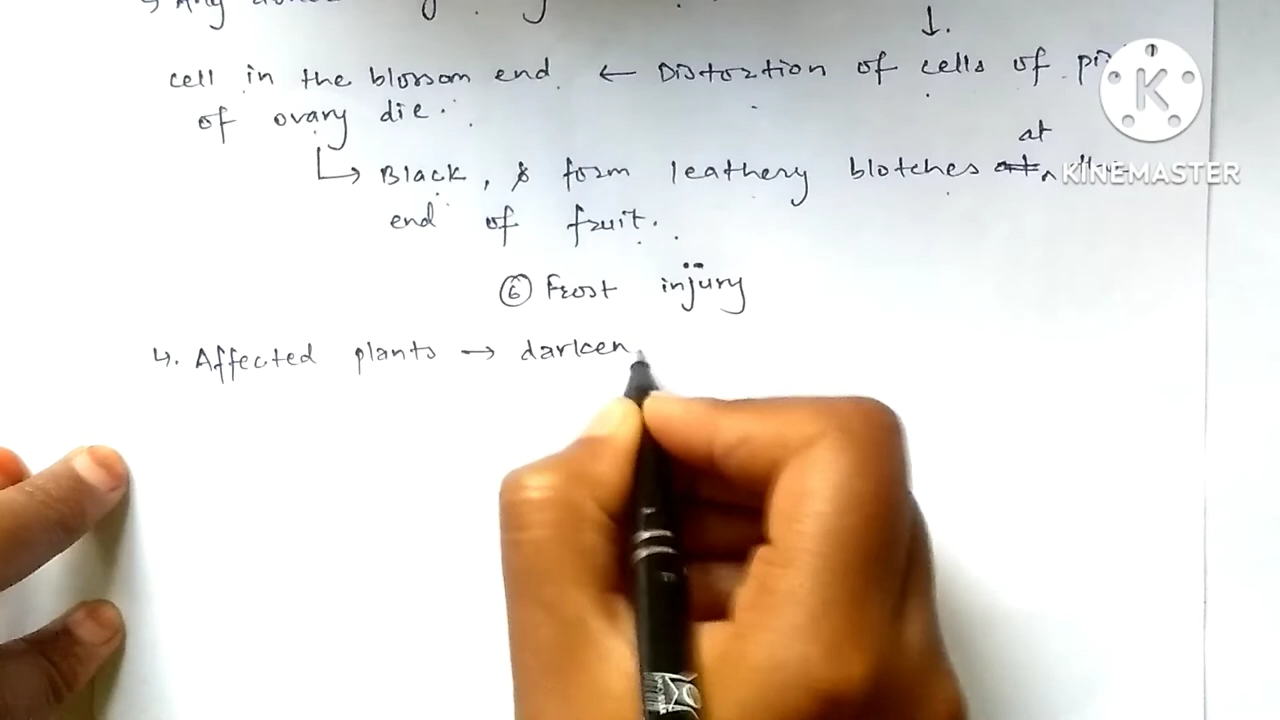 ↓.
cell in the blossom end ← Distortion of cells of
of ovary die.
at
↳ Black, & form leathery blotches
end of fruit.
⑥ Frost injury
↳. Affected plants → darken
K
KINEMASTER